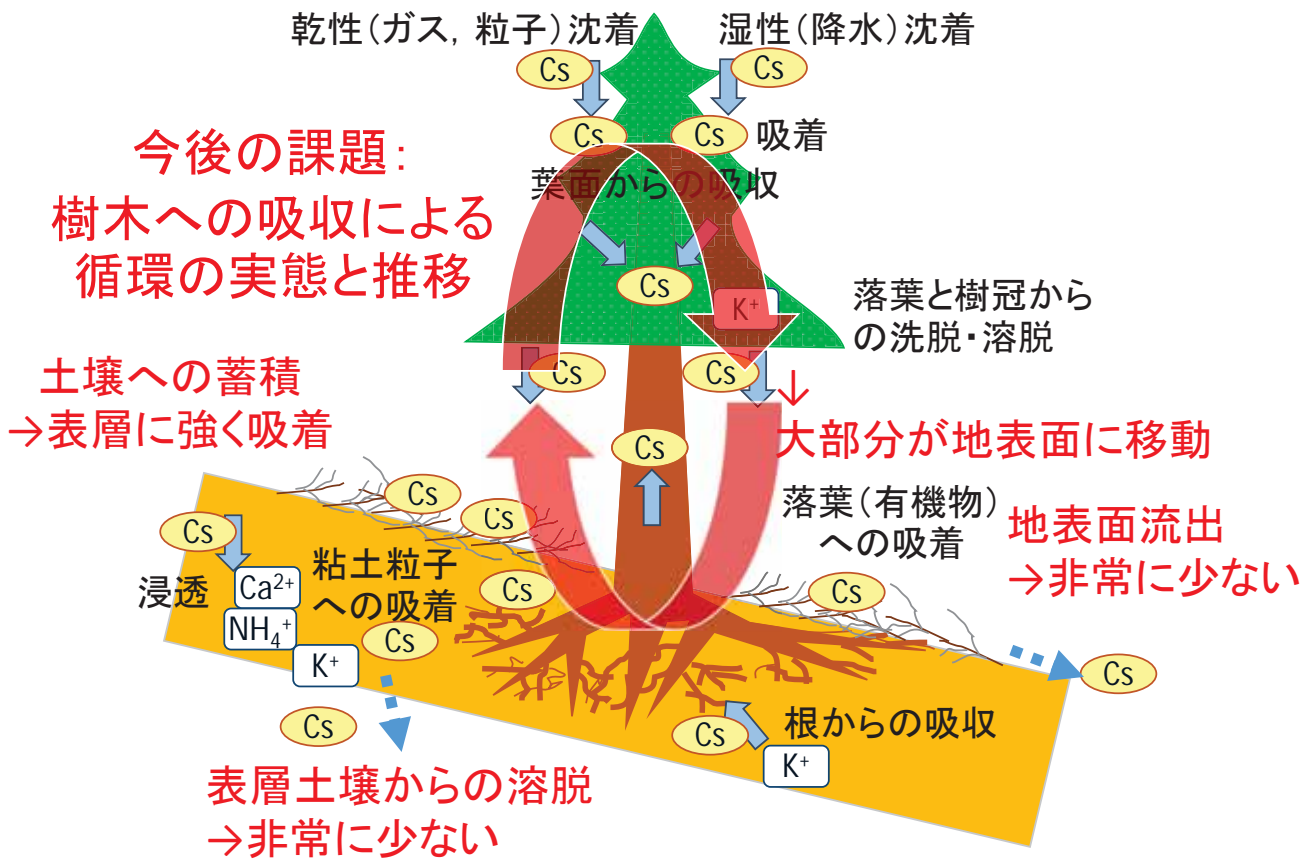 乾性(ガス, 粒子)沈着
湿性(降水)沈着
Cs
Cs
Cs
Cs
吸着
今後の課題:
樹木への吸収による
循環の実態と推移
葉面からの吸収
Cs
K⁺
落葉と樹冠から
の洗脱・溶脱
Cs
Cs
↓
大部分が地表面に移動
土壌への蓄積
→表層に強く吸着
Cs
落葉(有機物)
への吸着
地表面流出
→非常に少ない
Cs
Cs
Cs
Cs
Cs
Cs
浸透
Ca²⁺
NH₄⁺
K⁺
粘土粒子
への吸着
Cs
Cs
Cs
根からの吸収
Cs
K⁺
表層土壌からの溶脱
→非常に少ない